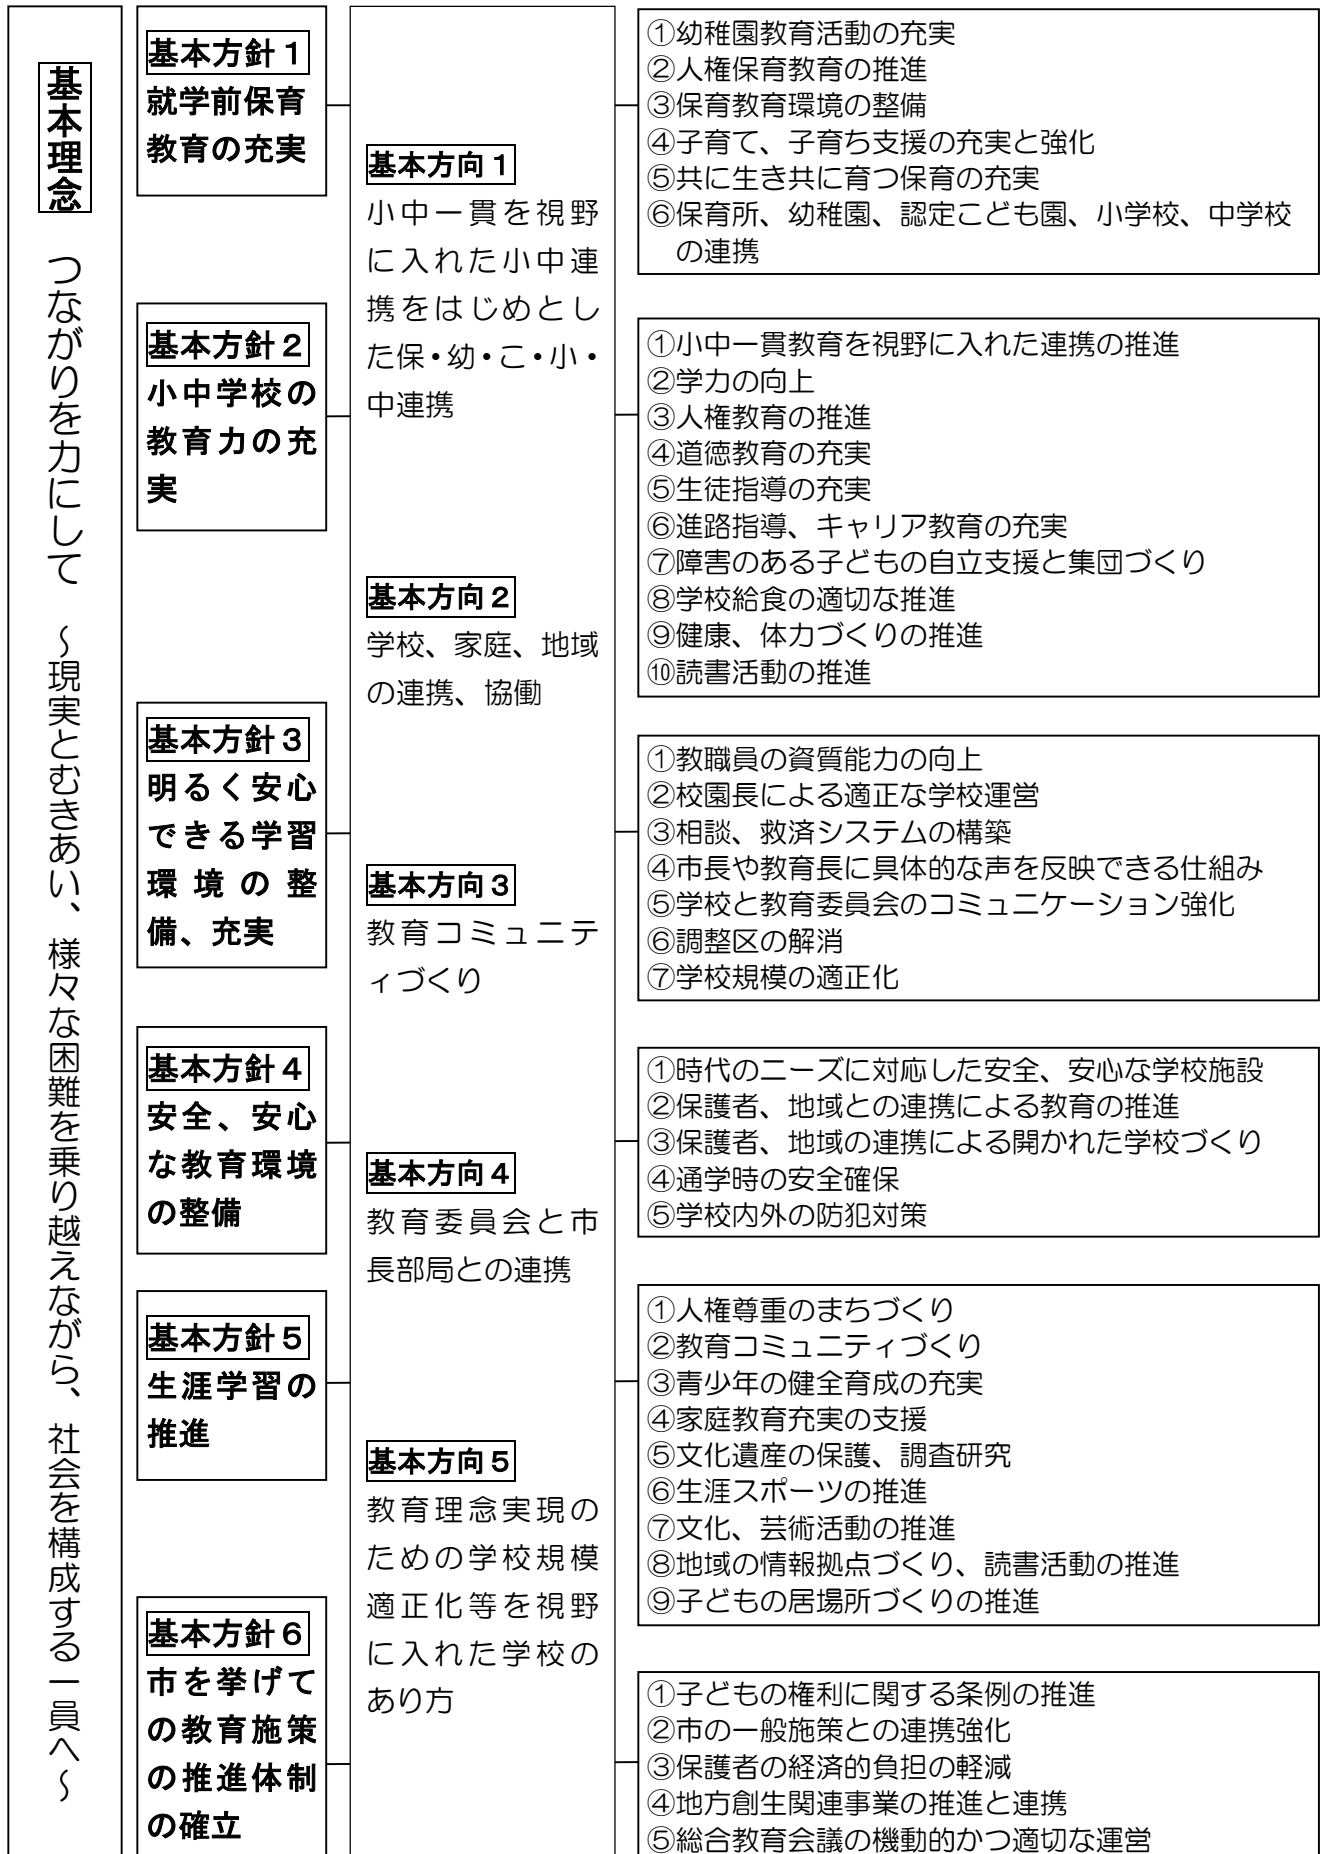 基本理念 つながりを力にして ～現実とむきあい、様々な困難を乗り越えながら、社会を構成する一員へ～
基本方針１
就学前保育
教育の充実
基本方針２
小中学校の
教育力の充
実
基本方針３
明るく安心
できる学習
環境の整
備、充実
基本方針４
安全、安心
な教育環境
の整備
基本方針５
生涯学習の
推進
基本方針６
市を挙げて
の教育施策
の推進体制
の確立
基本方向１
小中一貫を視野
に入れた小中連
携をはじめとし
た保・幼・こ・小・
中連携
基本方向２
学校、家庭、地域
の連携、協働
基本方向３
教育コミュニテ
ィづくり
基本方向４
教育委員会と市
長部局との連携
基本方向５
教育理念実現の
ための学校規模
適正化等を視野
に入れた学校の
あり方
①幼稚園教育活動の充実
②人権保育教育の推進
③保育教育環境の整備
④子育て、子育ち支援の充実と強化
⑤共に生き共に育つ保育の充実
⑥保育所、幼稚園、認定こども園、小学校、中学校
の連携
①小中一貫教育を視野に入れた連携の推進
②学力の向上
③人権教育の推進
④道徳教育の充実
⑤生徒指導の充実
⑥進路指導、キャリア教育の充実
⑦障害のある子どもの自立支援と集団づくり
⑧学校給食の適切な推進
⑨健康、体力づくりの推進
⑩読書活動の推進
①教職員の資質能力の向上
②校園長による適正な学校運営
③相談、救済システムの構築
④市長や教育長に具体的な声を反映できる仕組み
⑤学校と教育委員会のコミュニケーション強化
⑥調整区の解消
⑦学校規模の適正化
①時代のニーズに対応した安全、安心な学校施設
②保護者、地域との連携による教育の推進
③保護者、地域の連携による開かれた学校づくり
④通学時の安全確保
⑤学校内外の防犯対策
①人権尊重のまちづくり
②教育コミュニティづくり
③青少年の健全育成の充実
④家庭教育充実の支援
⑤文化遺産の保護、調査研究
⑥生涯スポーツの推進
⑦文化、芸術活動の推進
⑧地域の情報拠点づくり、読書活動の推進
⑨子どもの居場所づくりの推進
①子どもの権利に関する条例の推進
②市の一般施策との連携強化
③保護者の経済的負担の軽減
④地方創生関連事業の推進と連携
⑤総合教育会議の機動的かつ適切な運営